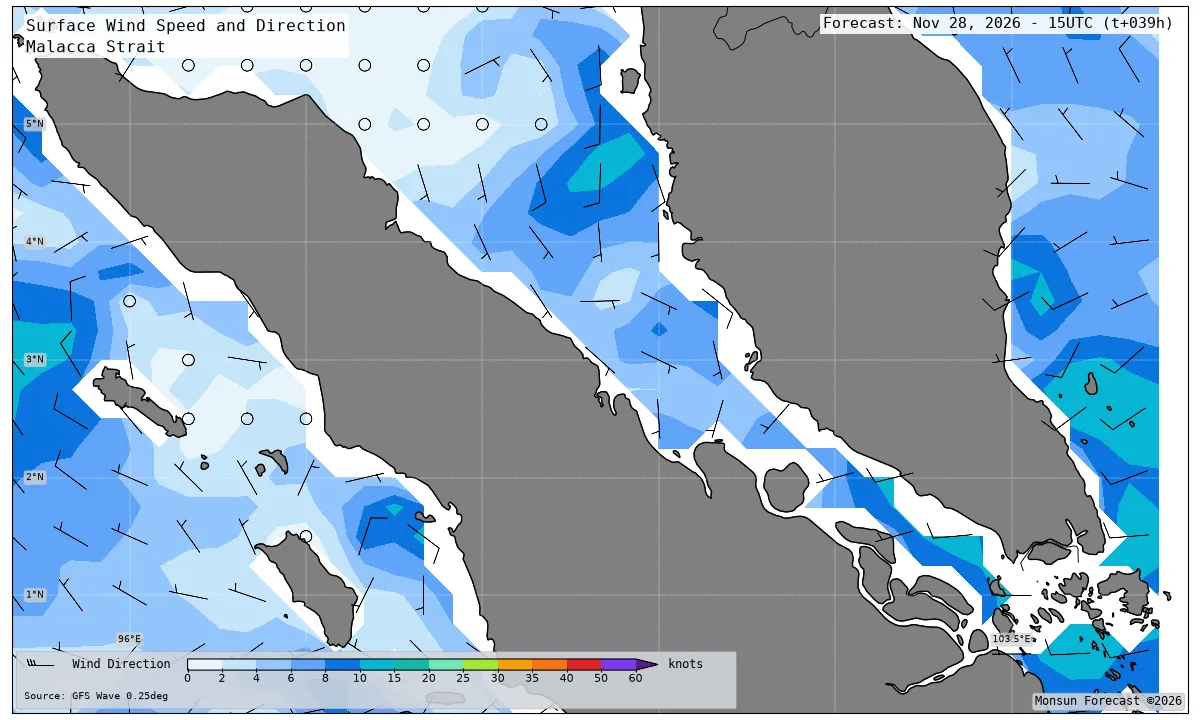 Surface Wind Speed and Direction
Malacca Strait
Forecast: Nov 28, 2026 - 15UTC (t+039h)
5°N
4°N
3°N
2°N
1°N
96°E
103.5°E
Wind Direction
knots
0 2 4 6 8 10 15 20 25 30 35 40 50 60
Source: GFS Wave 0.25deg
Monsun Forecast ©2026